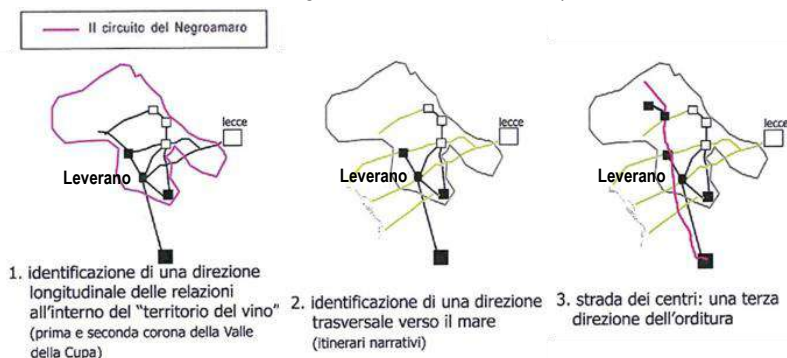 Il circuito del Negroamaro
lecce
Leverano
1. identificazione di una direzione
longitudinale delle relazioni
all'interno del "territorio del vino"
(prima e seconda corona della Valle
della Cupa)
lecce
Leverano
2. identificazione di una direzione
trasversale verso il mare
(itinerari narrativi)
lecce
Leverano
3. strada dei centri: una terza
direzione dell'orditura